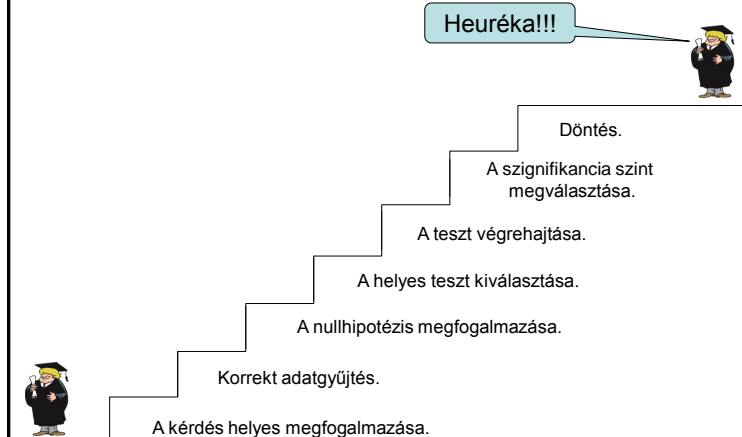 Heuréka!!!
Döntés.
A szignifikancia szint
megválasztása.
A teszt végrehajtása.
A helyes teszt kiválasztása.
A nullhipotézis megfogalmazása.
Korrekt adatgyűjtés.
A kérdés helyes megfogalmazása.